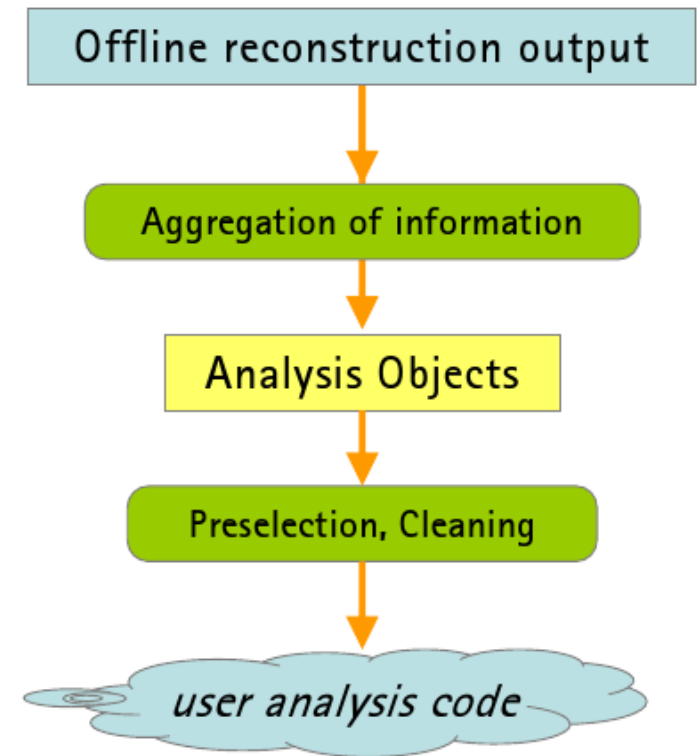 Offline reconstruction output
Aggregation of information
Analysis Objects
Preselection, Cleaning
user analysis code